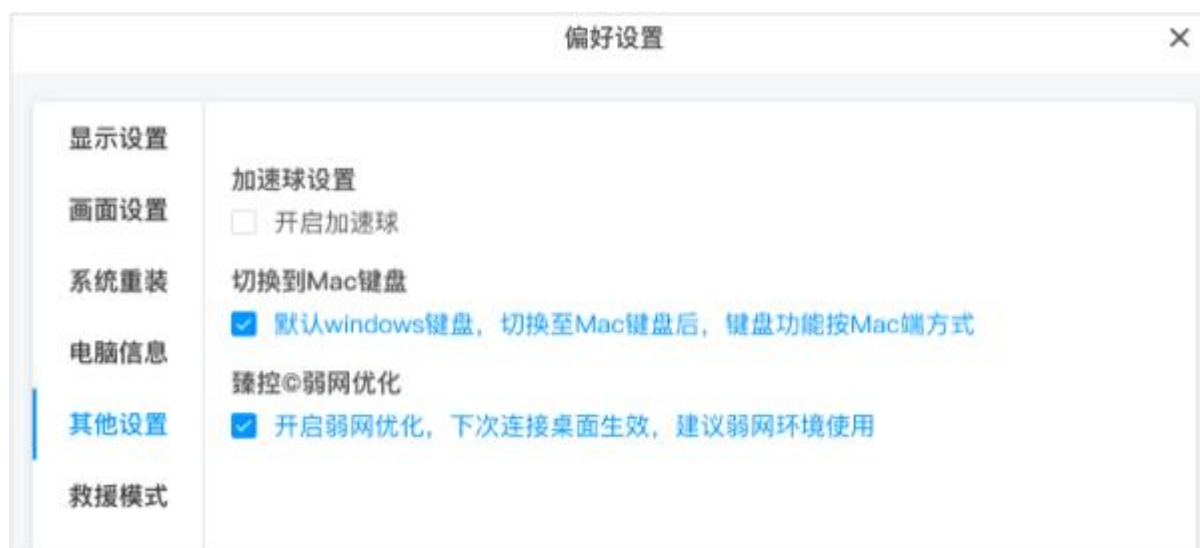 偏好设置
显示设置
画面设置
系统重装
电脑信息
其他设置
救援模式
加速球设置
开启加速球
切换到Mac键盘
默认windows键盘，切换至Mac键盘后，键盘功能按Mac端方式
臻控©弱网优化
开启弱网优化，下次连接桌面生效，建议弱网环境使用